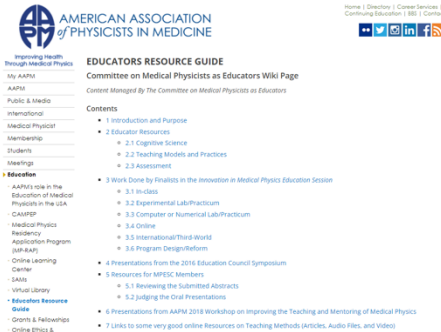 Home | Directory | Career Services |
Continuing Education | BBS | Conta
AMERICAN ASSOCIATION
of PHYSICISTS IN MEDICINE
Improving Health
Through Medical Physics
My AAPM
AAPM
Public & Media
International
Medical Physicist
Membership
Students
Meetings
Education
AAPM's role in the
Education of Medical
Physicists in the USA
CAMPEP
Medical Physics
Residency
Application Program
(MP-RAP)
Online Learning
Center
SAMs
Virtual Library
Educators Resource
Guide
Grants & Fellowships
Online Ethics &
EDUCATORS RESOURCE GUIDE
Committee on Medical Physicists as Educators Wiki Page
Content Managed By The Committee on Medical Physicists as Educators
Contents
1 Introduction and Purpose
2 Educator Resources
2.1 Cognitive Science
2.2 Teaching Models and Practices
2.3 Assessment
3 Work Done by Finalists in the Innovation in Medical Physics Education Session
3.1 In-class
3.2 Experimental Lab/Practicum
3.3 Computer or Numerical Lab/Practicum
3.4 Online
3.5 International/Third-World
3.6 Program Design/Reform
4 Presentations from the 2016 Education Council Symposium
5 Resources for MPESC Members
5.1 Reviewing the Submitted Abstracts
5.2 Judging the Oral Presentations
6 Presentations from AAPM 2018 Workshop on Improving the Teaching and Mentoring of Medical Physics
7 Links to some very good online Resources on Teaching Methods (Articles, Audio Files, and Video)